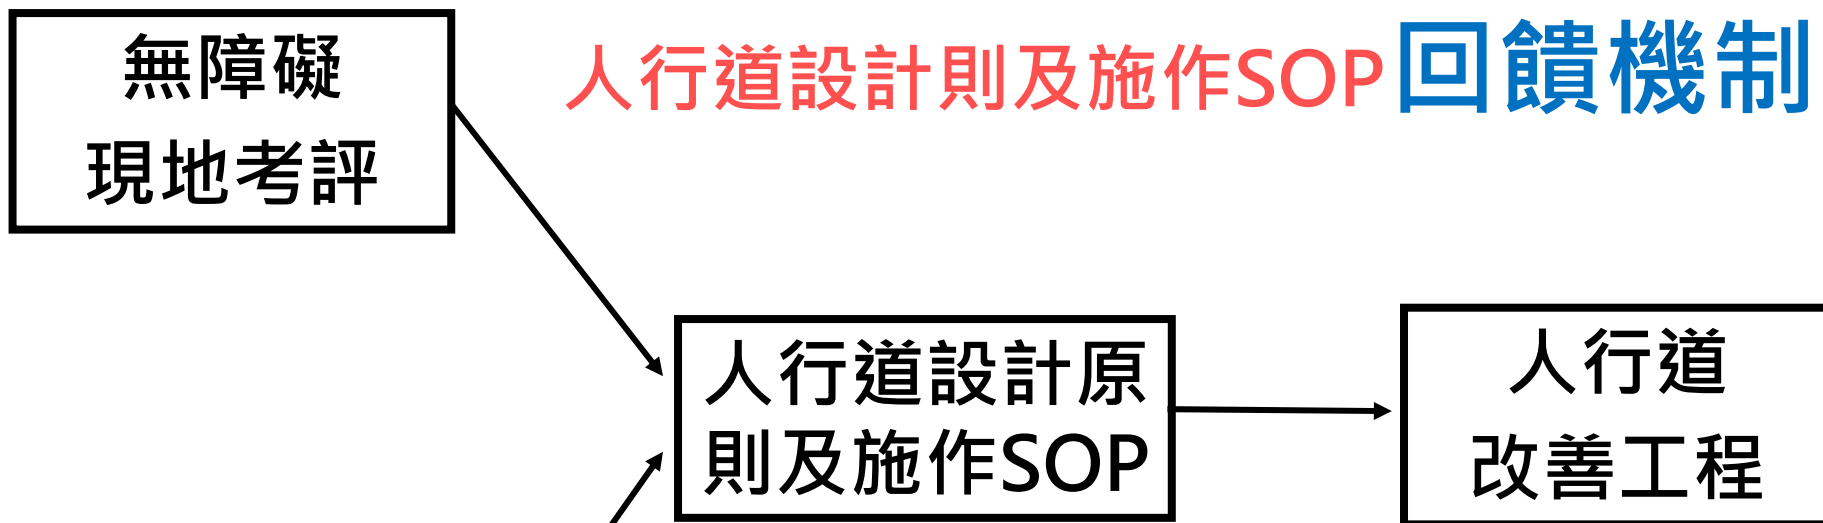 無障礙
現地考評
人行道設計則及施作SOP回饋機制
人行道設計原
則及施作SOP
人行道
改善工程